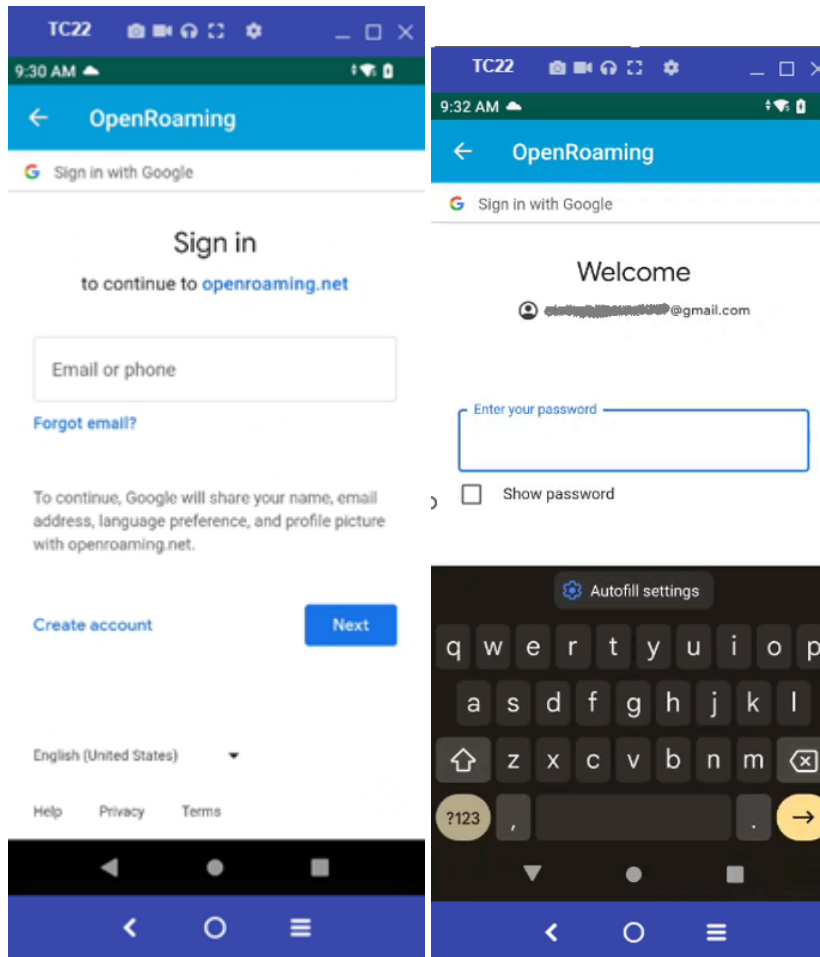 TC22
9:30 AM
OpenRoaming
Sign in with Google
Sign in
to continue to openroaming.net
Email or phone
Forgot email?
To continue, Google will share your name, email
address, language preference, and profile picture
with openroaming.net.
Create account
Next
English (United States)
Help Privacy Terms
TC22
9:32 AM
OpenRoaming
Sign in with Google
Welcome
@gmail.com
Enter your password
Show password
Autofill settings
q w e r t y u i o p
a s d f g h j k l
z x c v b n m
?123 , .